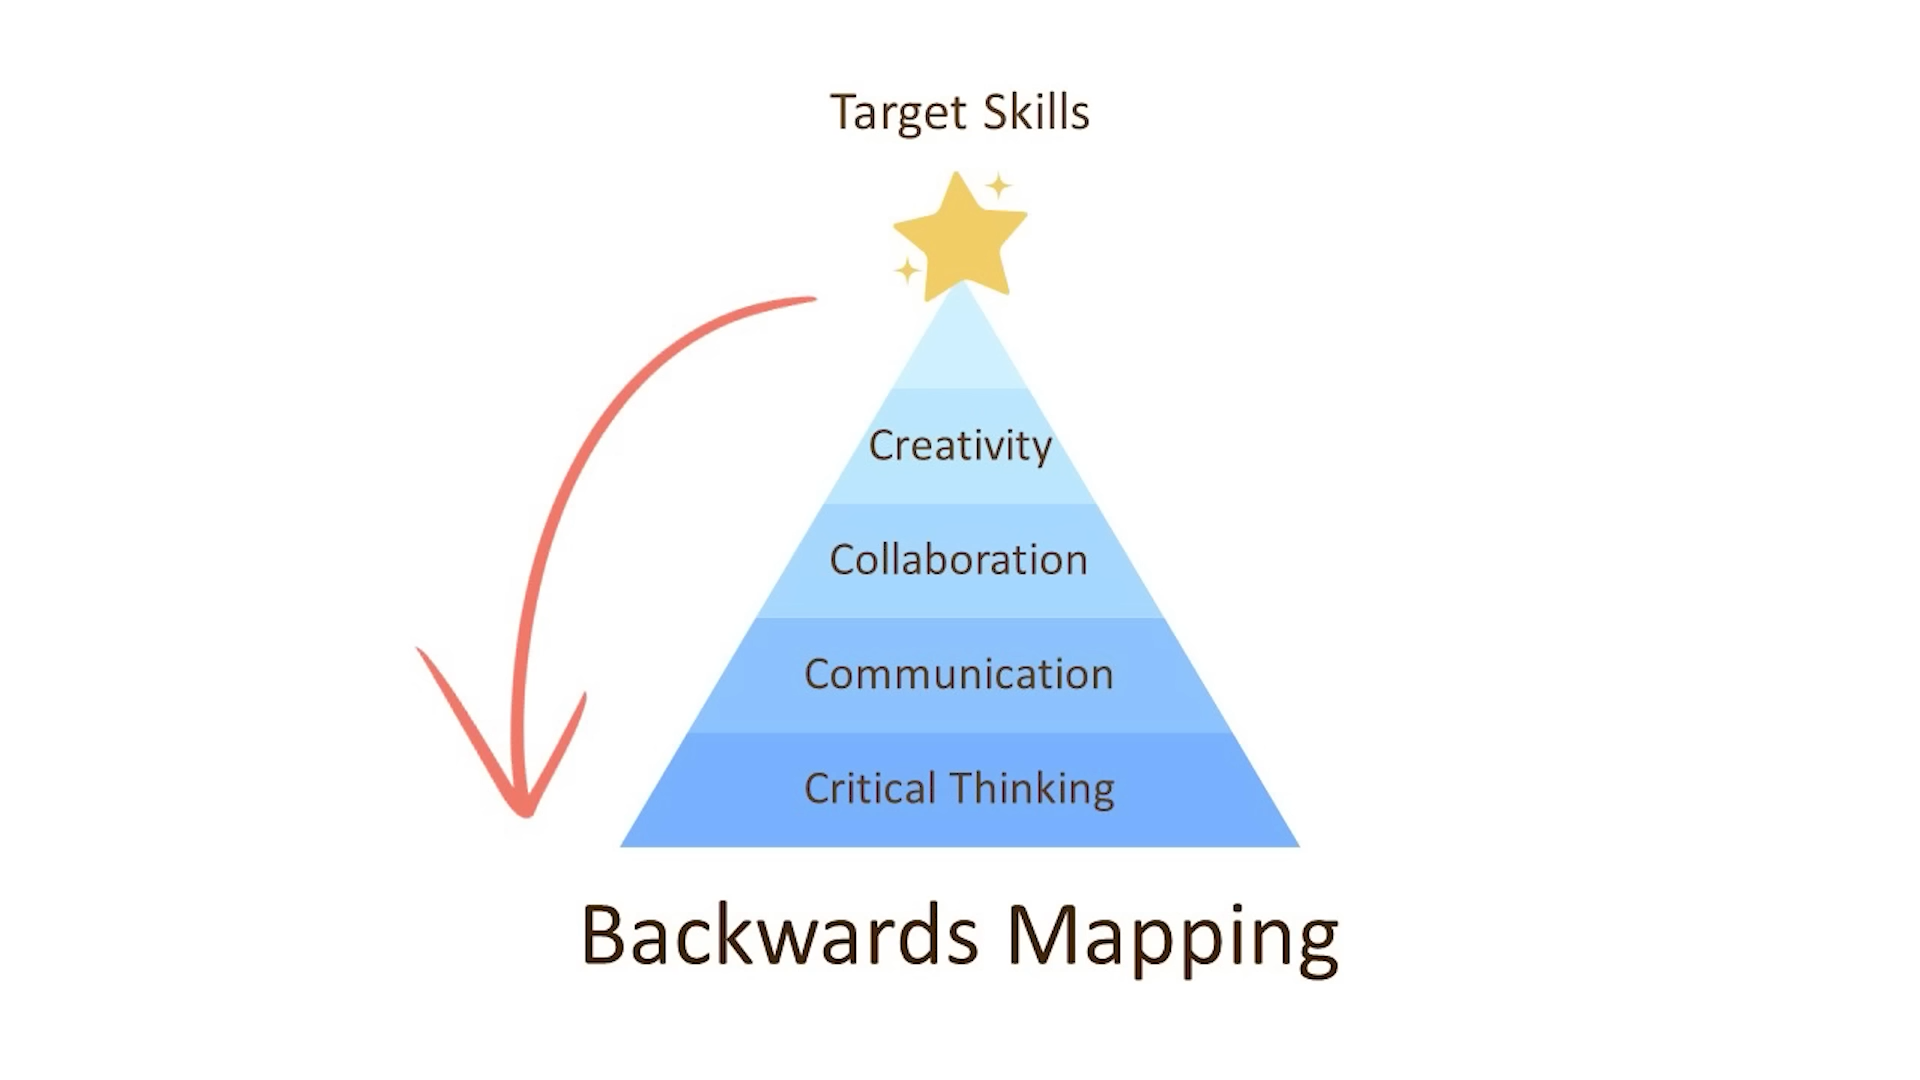 Target Skills
Creativity
Collaboration
Communication
Critical Thinking
Backwards Mapping